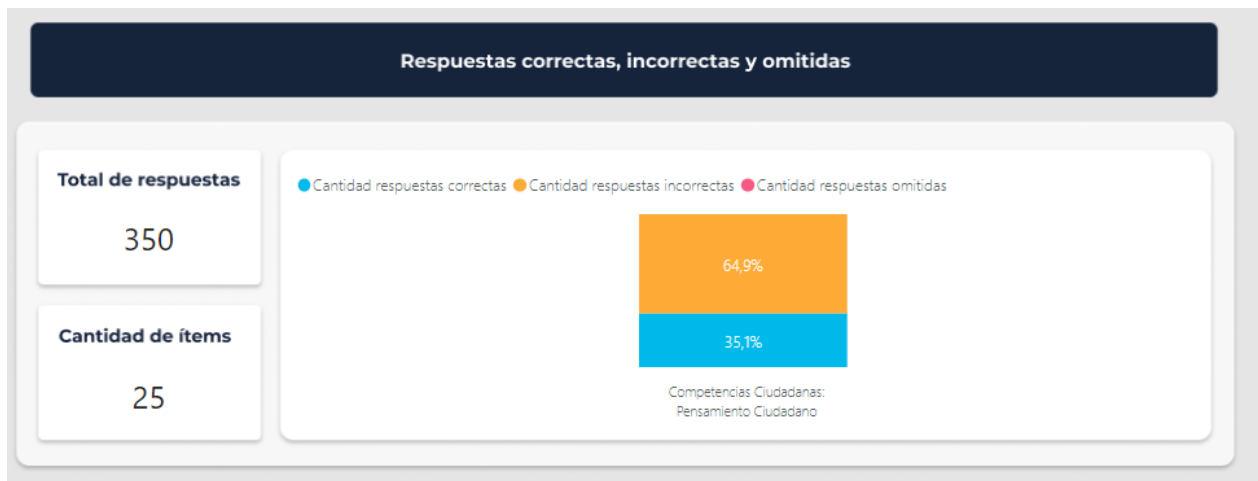 Respuestas correctas, incorrectas y omitidas
Total de respuestas
350
Cantidad de ítems
25
Cantidad respuestas correctas Cantidad respuestas incorrectas Cantidad respuestas omitidas
64,9%
35,1%
Competencias Ciudadanas:
Pensamiento Ciudadano